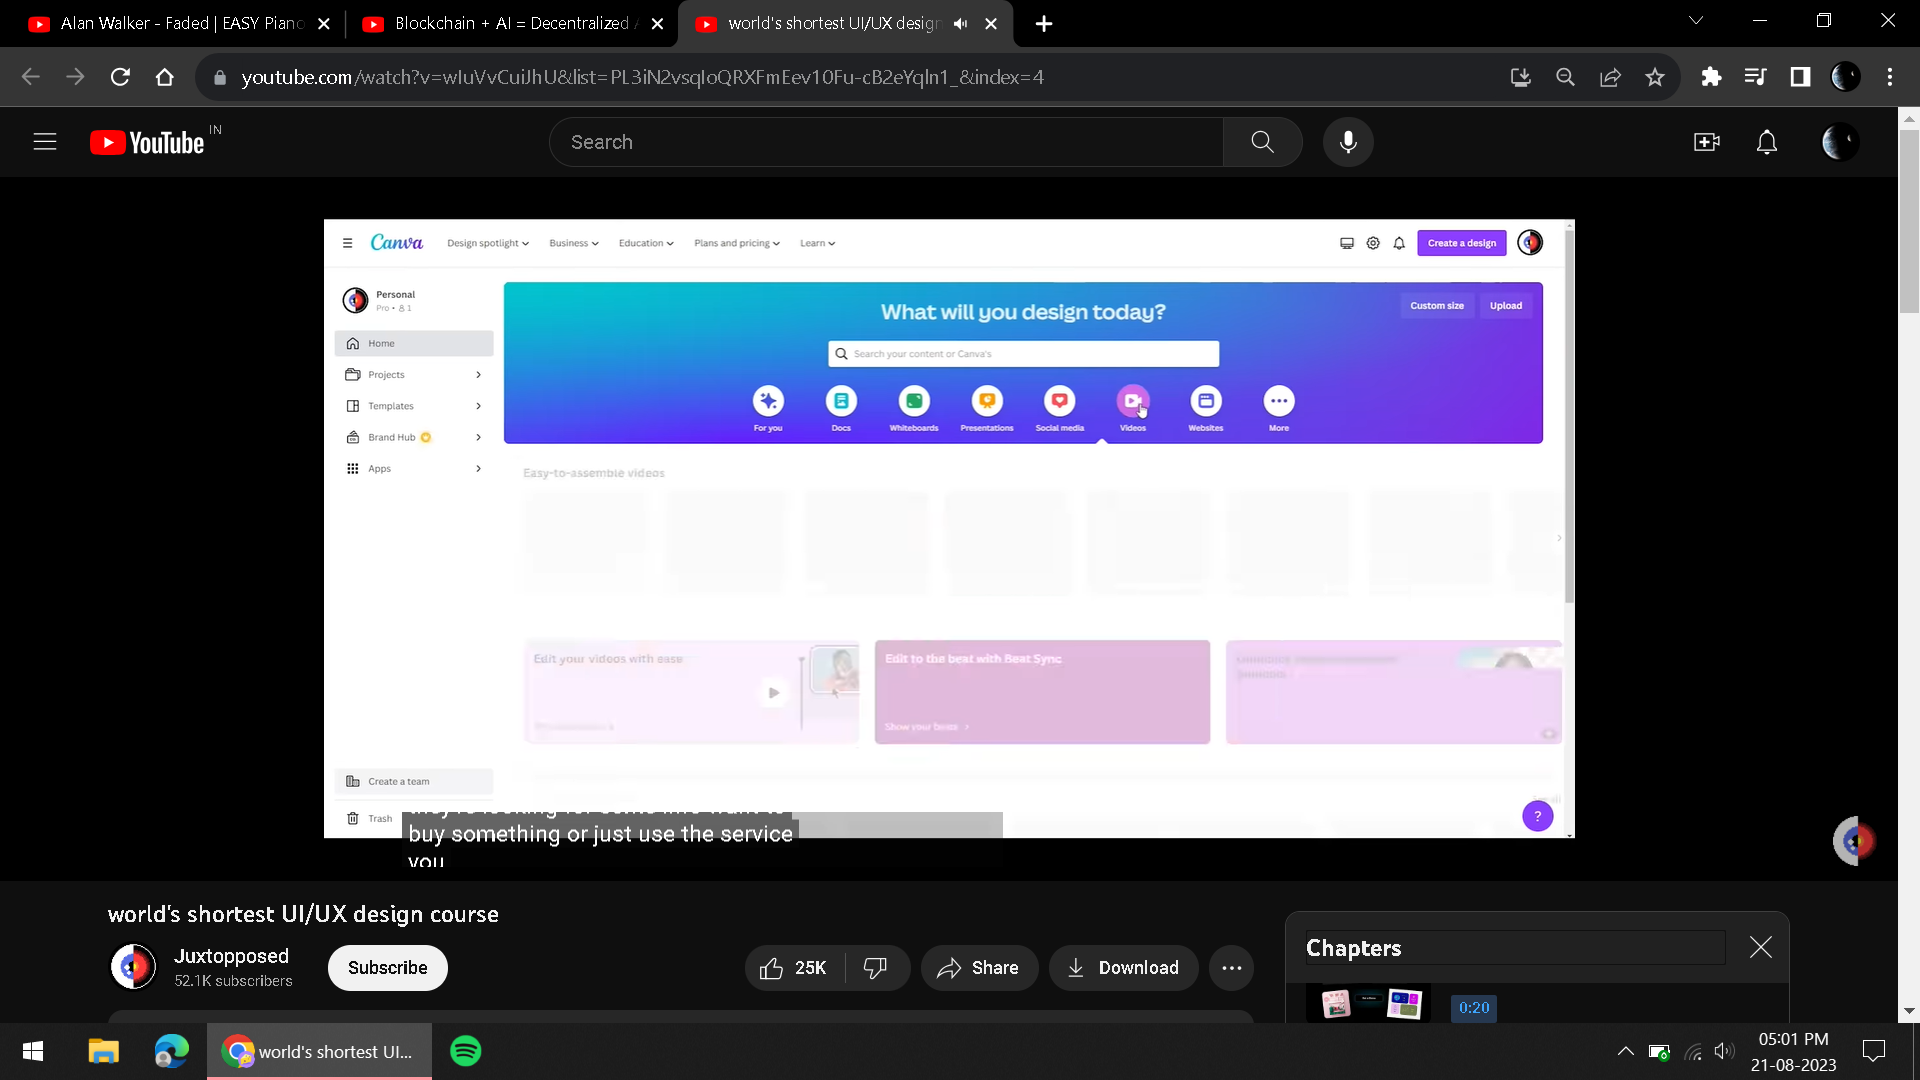 Alan Walker - Faded | EASY Piano
Blockchain + AI = Decentralized A
world's shortest UI/UX design
youtube.com/watch?v=wIuVvCuiJhU&list=PL3iN2vsqIoQRXFmEev10Fu-cB2eYqln1_&index=4
YouTube IN
Search
Canva
Design spotlight
Business
Education
Plans and pricing
Learn
Create a design
Personal
Pro • 1
Home
Projects
Templates
Brand Hub
Apps
Create a team
Trash
What will you design today?
Custom size
Upload
Search your content or Canva's
For you
Docs
Whiteboards
Presentations
Social media
Videos
Websites
More
Easy-to-assemble videos
Edit your videos with ease
Edit to the beat with Beat Sync
Show your beats
?
buy something or just use the service
you
world's shortest UI/UX design course
Juxtopposed
52.1K subscribers
Subscribe
25K
Share
Download
Chapters
0:20
world's shortest UI...
05:01 PM
21-08-2023